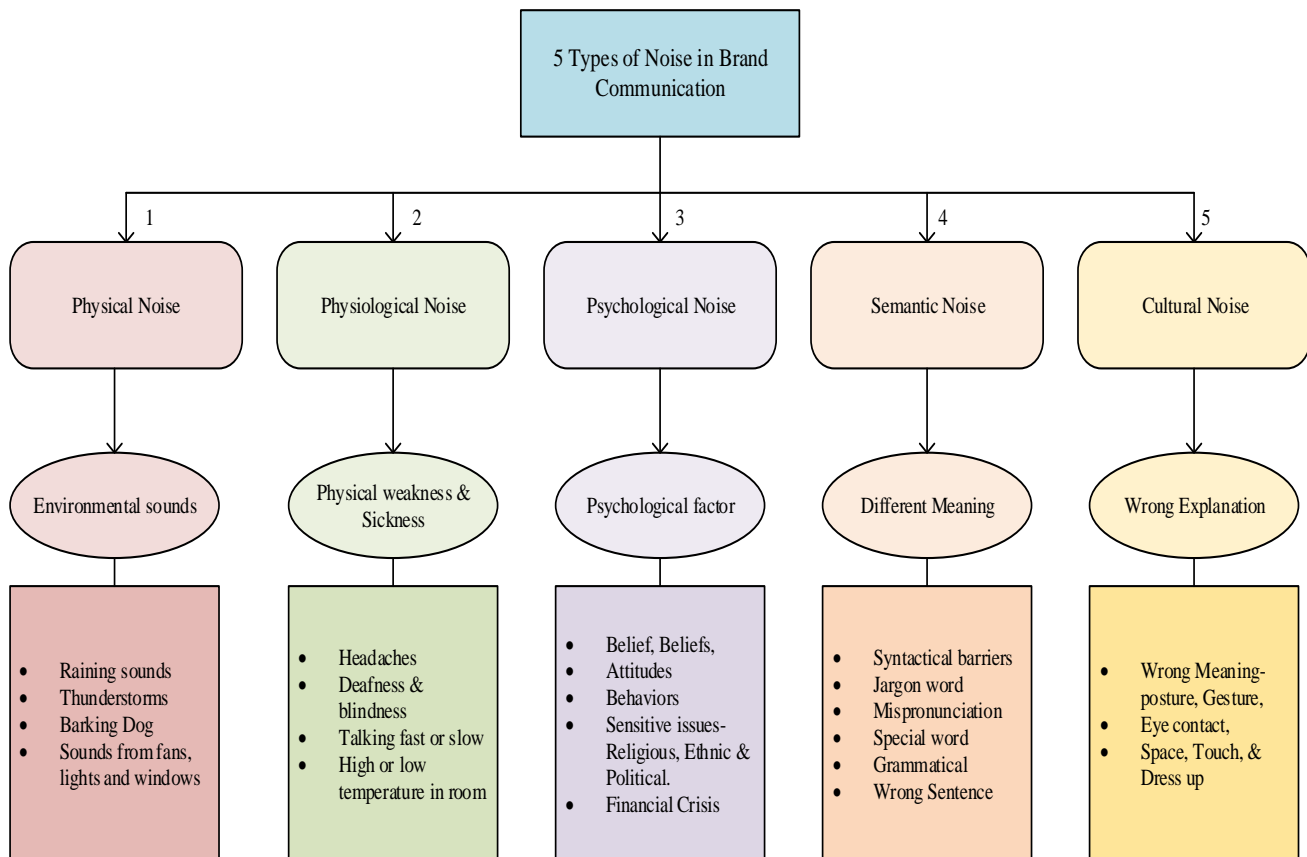 5 Types of Noise in Brand
Communication
1
2
3
4
5
Physical Noise
Physiological Noise
Psychological Noise
Semantic Noise
Cultural Noise
Environmental sounds
Physical weakness &
Sickness
Psychological factor
Different Meaning
Wrong Explanation
• Raining sounds
• Thunderstorms
• Barking Dog
• Sounds from fans,
lights and windows
• Headaches
• Deafness &
blindness
• Talking fast or slow
• High or low
temperature in room
• Belief, Beliefs,
• Attitudes
• Behaviors
• Sensitive issues-
Religious, Ethnic &
Political.
• Financial Crisis
• Syntactical barriers
• Jargon word
• Mispronunciation
• Special word
• Grammatical
• Wrong Sentence
• Wrong Meaning-
posture, Gesture,
• Eye contact,
• Space, Touch, &
Dress up